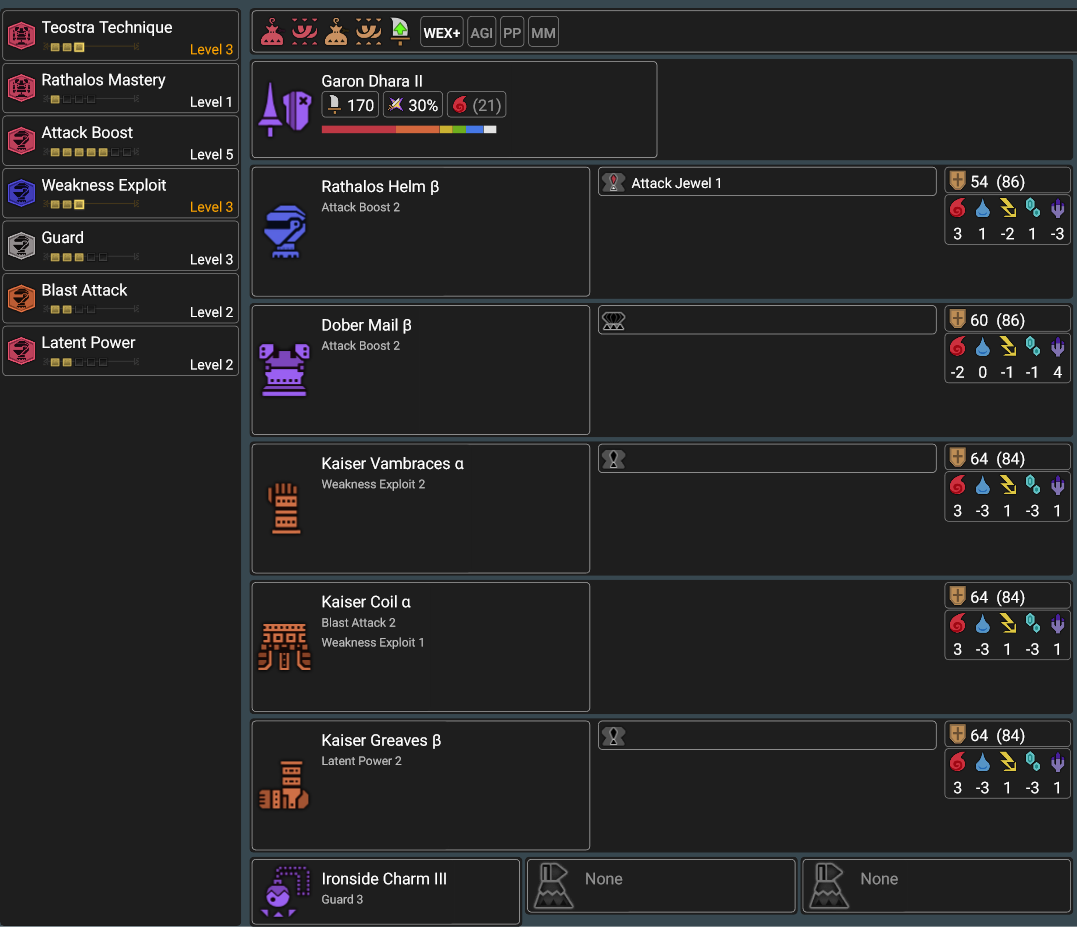 Teostra Technique
Level 3
Rathalos Mastery
Level 1
Attack Boost
Level 5
Weakness Exploit
Level 3
Guard
Level 3
Blast Attack
Level 2
Latent Power
Level 2
WEX+ AGI PP MM
Garon Dhara II
170 30% (21)
Rathalos Helm β
Attack Boost 2
Attack Jewel 1
54 (86)
3 1 -2 1 -3
Dober Mail β
Attack Boost 2
60 (86)
-2 0 -1 -1 4
Kaiser Vambraces α
Weakness Exploit 2
64 (84)
3 -3 1 -3 1
Kaiser Coil α
Blast Attack 2
Weakness Exploit 1
64 (84)
3 -3 1 -3 1
Kaiser Greaves β
Latent Power 2
64 (84)
3 -3 1 -3 1
Ironside Charm III
Guard 3
None
None